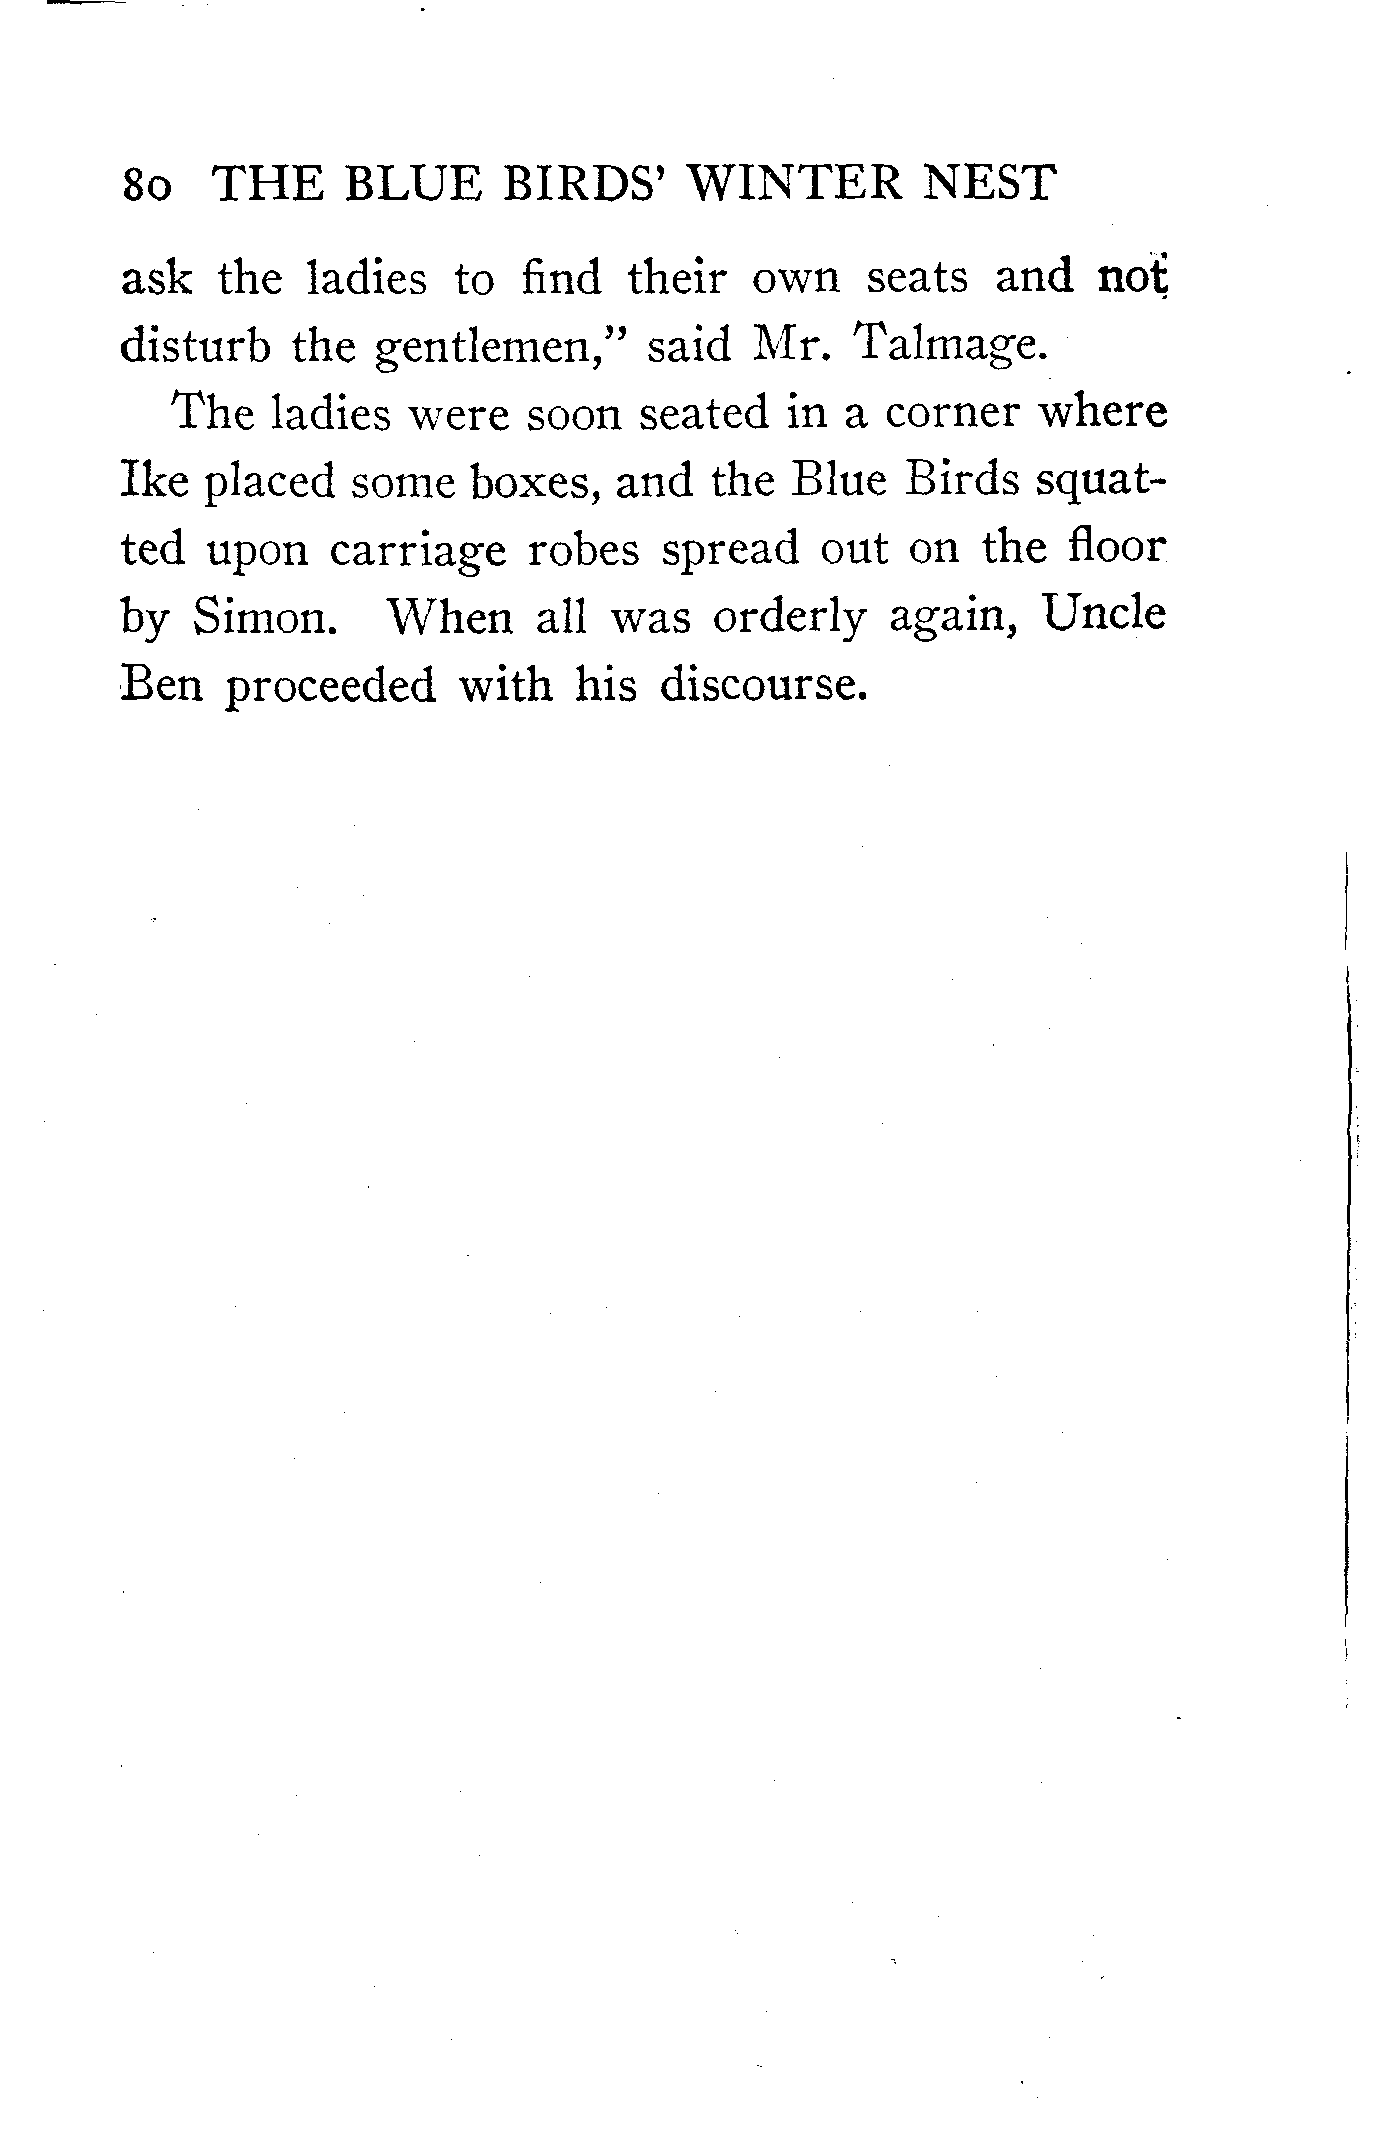 80 THE BLUE BIRDS' WINTER NEST
ask the ladies to find their own seats and not
disturb the gentlemen,” said Mr. Talmage.
The ladies were soon seated in a corner where
Ike placed some boxes, and the Blue Birds squat-
ted upon carriage robes spread out on the floor
by Simon. When all was orderly again, Uncle
Ben proceeded with his discourse.